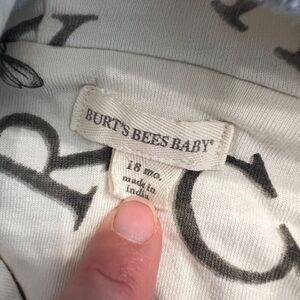 BURT'S BEES BABY®
18 mo.
made in
india
R
C